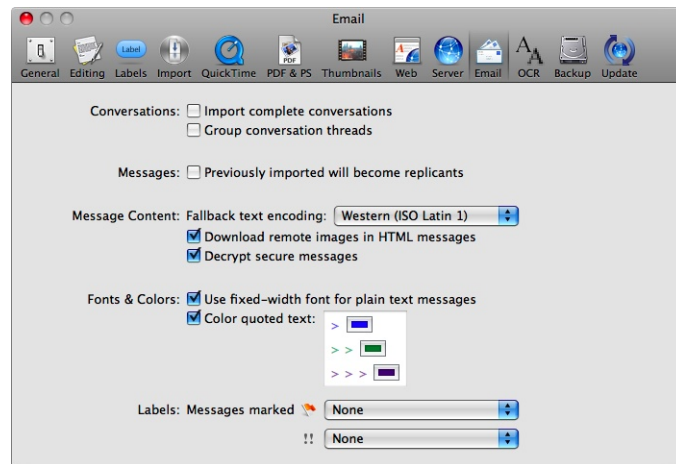 Email
Label
PDF
General Editing Labels Import QuickTime PDF & PS Thumbnails Web Server Email OCR Backup Update
Conversations: Import complete conversations
Group conversation threads
Messages: Previously imported will become replicants
Message Content: Fallback text encoding: Western (ISO Latin 1)
Download remote images in HTML messages
Decrypt secure messages
Fonts & Colors: Use fixed-width font for plain text messages
Color quoted text:
>
> >
> > >
Labels: Messages marked None
!! None